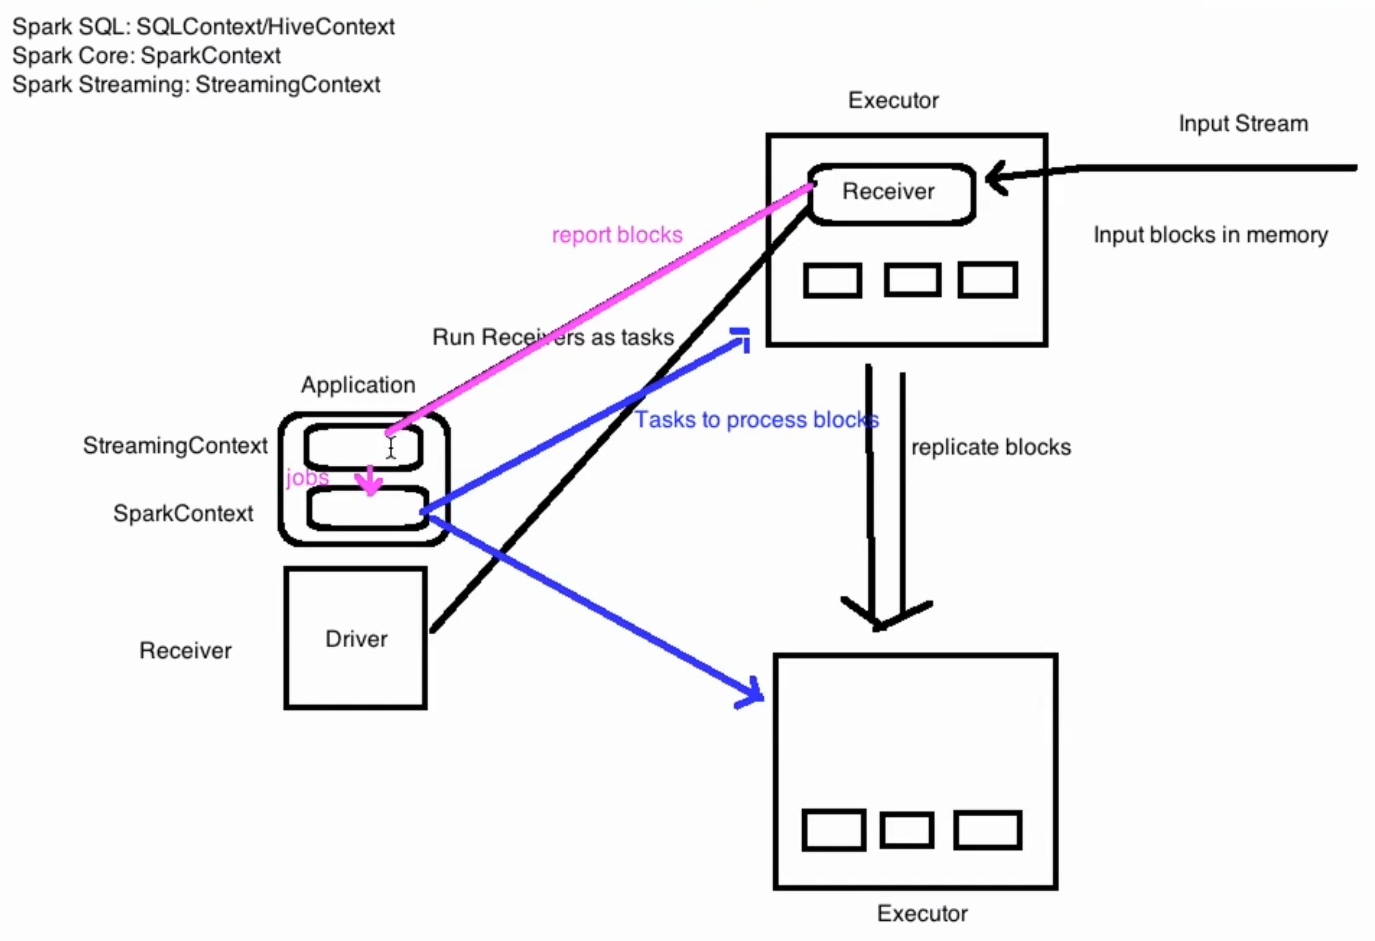 Spark SQL: SQLContext/HiveContext
Spark Core: SparkContext
Spark Streaming: StreamingContext
Executor
Input Stream
Receiver
report blocks
Input blocks in memory
Run Receivers as tasks
Application
Tasks to process blocks
StreamingContext
replicate blocks
jobs
SparkContext
Driver
Receiver
Executor